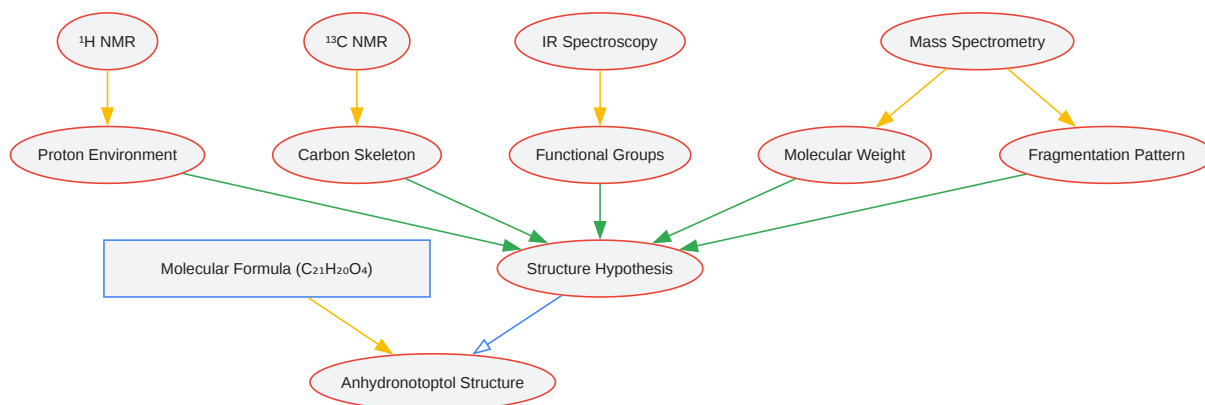 ¹H NMR
¹³C NMR
IR Spectroscopy
Mass Spectrometry
Proton Environment
Carbon Skeleton
Functional Groups
Molecular Weight
Fragmentation Pattern
Molecular Formula (C₂₁H₂₀O₄)
Structure Hypothesis
Anhydronotoptol Structure